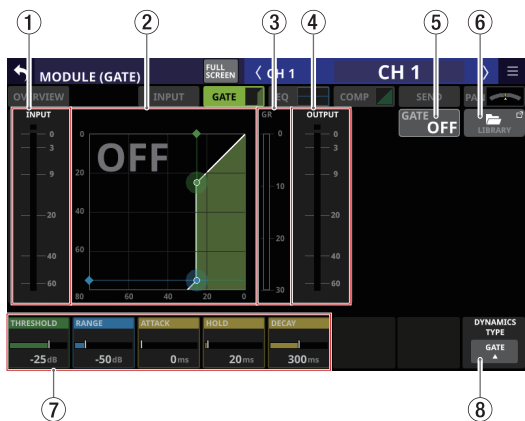 ① ② ③ ④ ⑤ ⑥
MODULE (GATE) FULL SCREEN CH 1 CH 1
OVERVIEW INPUT GATE EQ COMP SEND PAN
INPUT GR OUTPUT GATE OFF LIBRARY
OFF
0 0 0 0
3 3
9 20 9
10
20 40 20
20
40 60 40
60 30 60
80 60 40 20 0
THRESHOLD RANGE ATTACK HOLD DECAY DYNAMICS TYPE
GATE
-25dB -50dB 0ms 20ms 300ms
⑦ ⑧